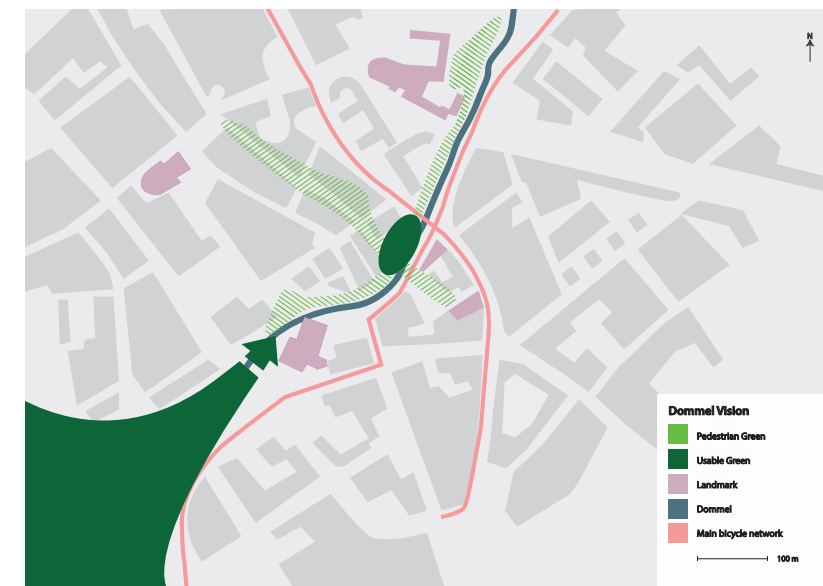 N
Dommel Vision
Pedestrian Green
Usable Green
Landmark
Dommel
Main bicycle network
100 m